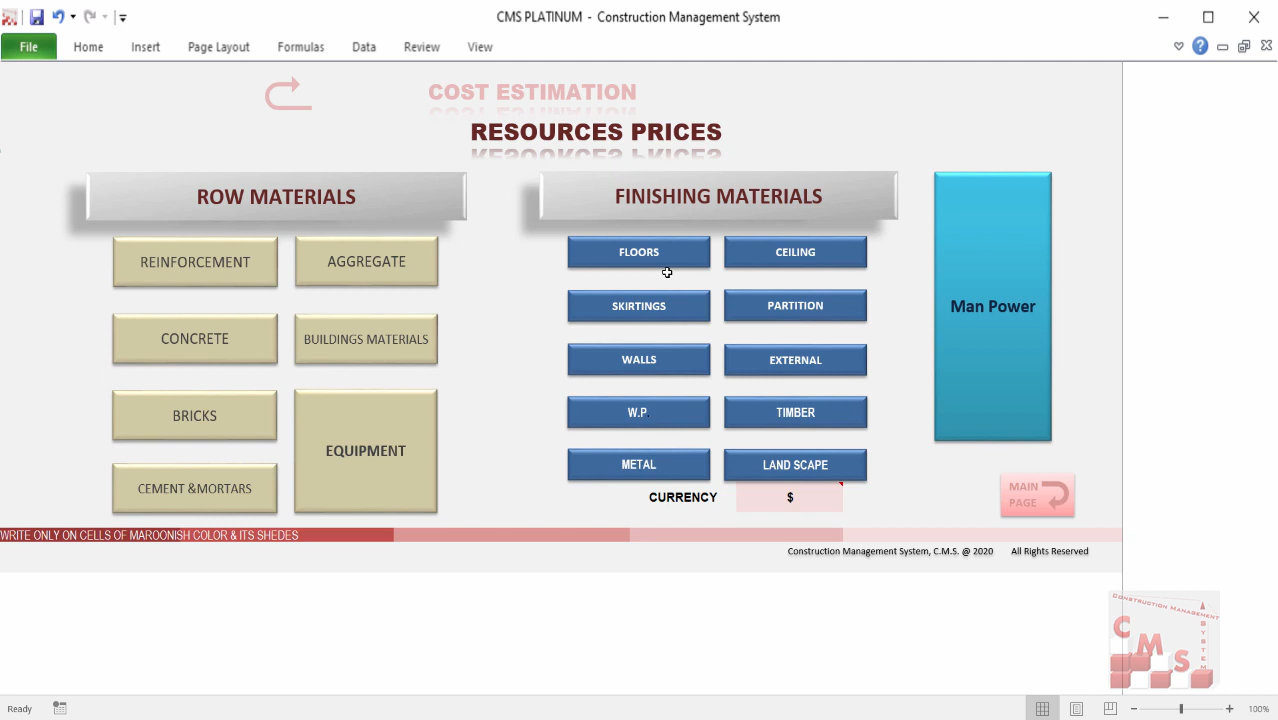 CMS PLATINUM - Construction Management System
File Home Insert Page Layout Formulas Data Review View
COST ESTIMATION
RESOURCES PRICES
ROW MATERIALS
REINFORCEMENT
AGGREGATE
CONCRETE
BUILDINGS MATERIALS
BRICKS
EQUIPMENT
CEMENT &MORTARS
FINISHING MATERIALS
FLOORS
CEILING
SKIRTINGS
PARTITION
WALLS
EXTERNAL
W.P.
TIMBER
METAL
LAND SCAPE
CURRENCY $
Man Power
MAIN
PAGE
WRITE ONLY ON CELLS OF MAROONISH COLOR & ITS SHEDES
Construction Management System, C.M.S. @ 2020 All Rights Reserved
CONSTRUCTION MANAGEMENT
SYSTEM
C M S
Ready
100%